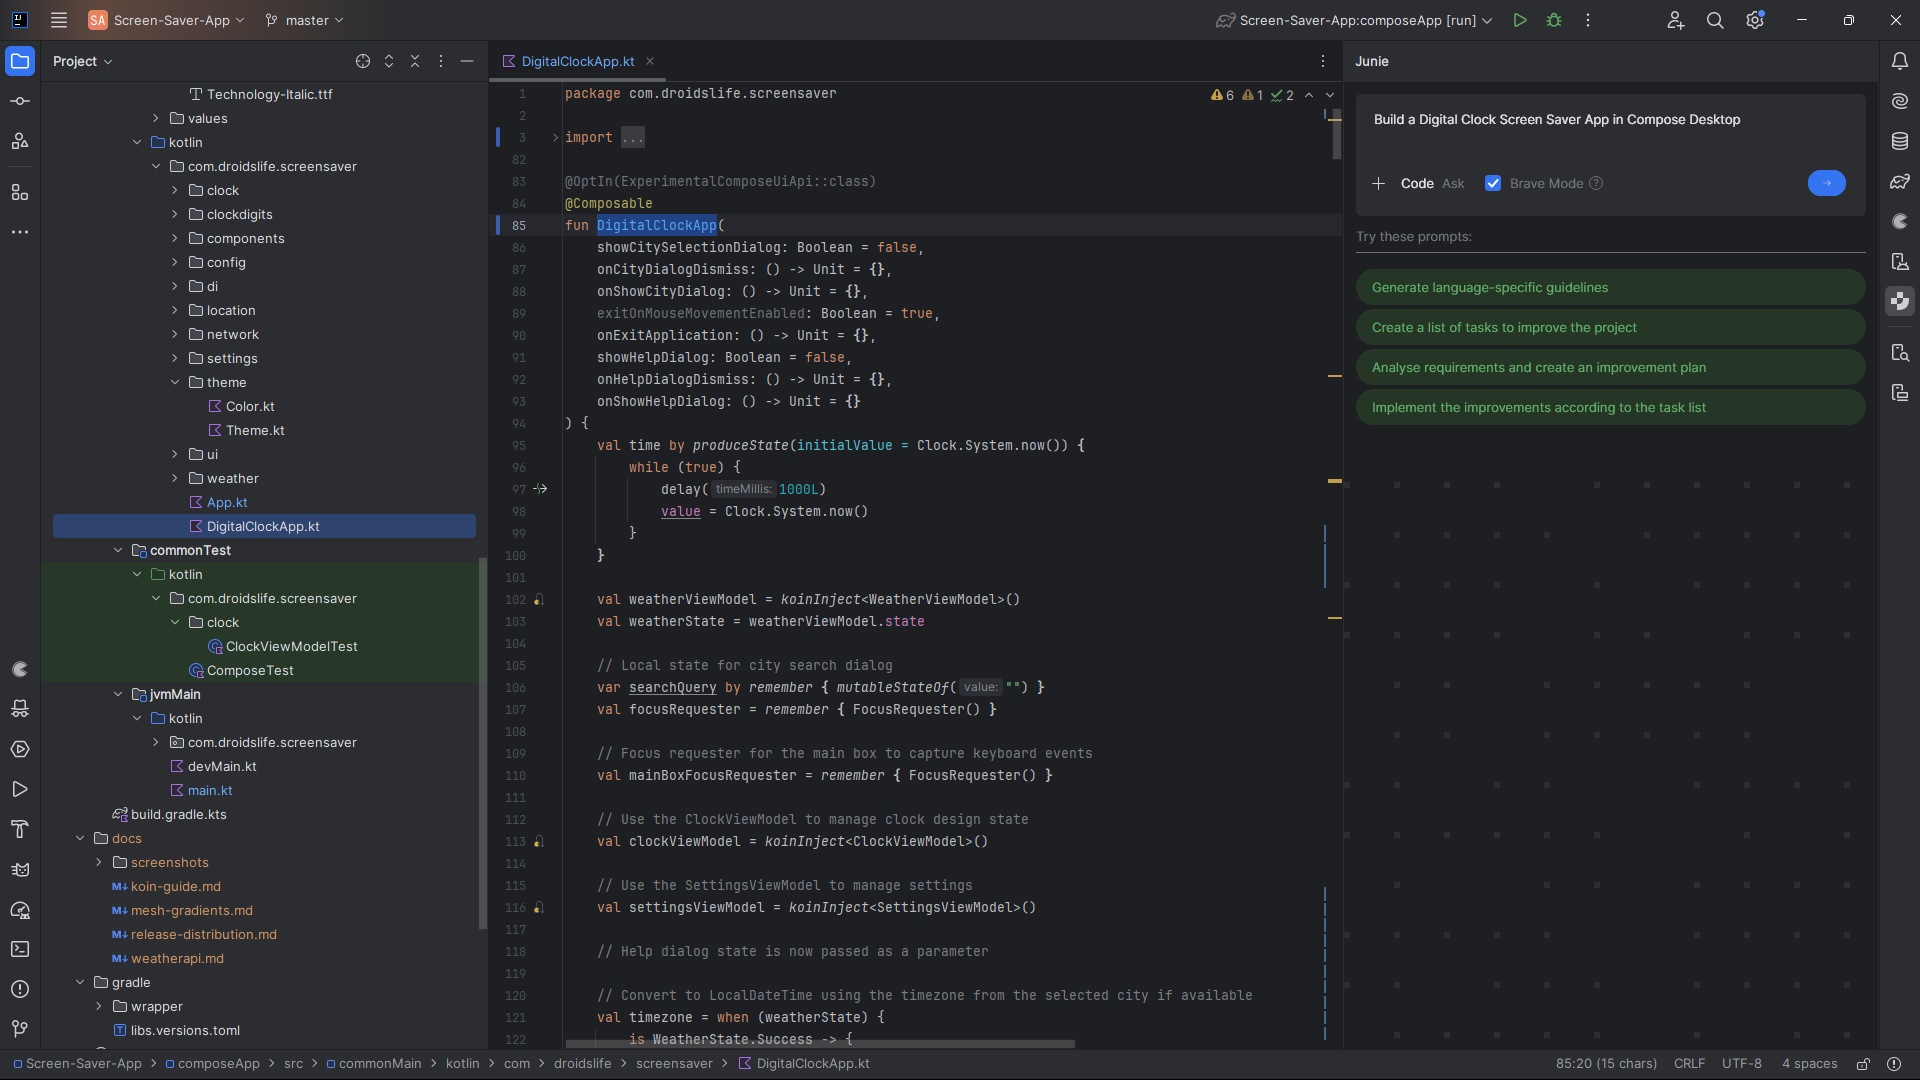 SA Screen-Saver-App master Screen-Saver-App:composeApp [run]
Project
Technology-Italic.ttf
values
kotlin
com.droidslife.screensaver
clock
clockdigits
components
config
di
location
network
settings
theme
Color.kt
Theme.kt
ui
weather
App.kt
DigitalClockApp.kt
commonTest
kotlin
com.droidslife.screensaver
clock
ClockViewModelTest
ComposeTest
jvmMain
kotlin
com.droidslife.screensaver
devMain.kt
main.kt
build.gradle.kts
docs
screenshots
M↓ koin-guide.md
M↓ mesh-gradients.md
M↓ release-distribution.md
M↓ weatherapi.md
gradle
wrapper
libs.versions.toml
DigitalClockApp.kt
6 1 2
1 package com.droidslife.screensaver
2
3 import ...
82
83 @OptIn(ExperimentalComposeUiApi::class)
84 @Composable
85 fun DigitalClockApp(
86 showCitySelectionDialog: Boolean = false,
87 onCityDialogDismiss: () -> Unit = {},
88 onShowCityDialog: () -> Unit = {},
89 exitOnMouseMovementEnabled: Boolean = true,
90 onExitApplication: () -> Unit = {},
91 showHelpDialog: Boolean = false,
92 onHelpDialogDismiss: () -> Unit = {},
93 onShowHelpDialog: () -> Unit = {}
94 ) {
95 val time by produceState(initialValue = Clock.System.now()) {
96 while (true) {
97 delay( timeMillis: 1000L)
98 value = Clock.System.now()
99 }
100 }
101
102 val weatherViewModel = koinInject<WeatherViewModel>()
103 val weatherState = weatherViewModel.state
104
105 // Local state for city search dialog
106 var searchQuery by remember { mutableStateOf( value: "") }
107 val focusRequester = remember { FocusRequester() }
108
109 // Focus requester for the main box to capture keyboard events
110 val mainBoxFocusRequester = remember { FocusRequester() }
111
112 // Use the ClockViewModel to manage clock design state
113 val clockViewModel = koinInject<ClockViewModel>()
114
115 // Use the SettingsViewModel to manage settings
116 val settingsViewModel = koinInject<SettingsViewModel>()
117
118 // Help dialog state is now passed as a parameter
119
120 // Convert to LocalDateTime using the timezone from the selected city if available
121 val timezone = when (weatherState) {
122 is WeatherState.Success -> {
Junie
Build a Digital Clock Screen Saver App in Compose Desktop
Code Ask Brave Mode
Try these prompts:
Generate language-specific guidelines
Create a list of tasks to improve the project
Analyse requirements and create an improvement plan
Implement the improvements according to the task list
Screen-Saver-App > composeApp > src > commonMain > kotlin > com > droidslife > screensaver > DigitalClockApp.kt
85:20 (15 chars) CRLF UTF-8 4 spaces